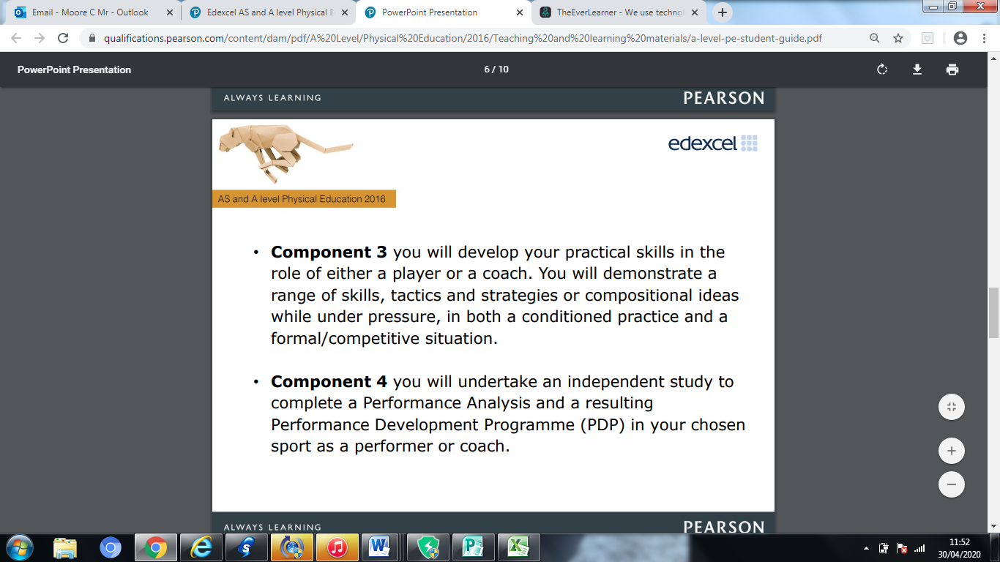 Email - Moore C Mr - Outlook
Edexcel AS and A level Physical E
PowerPoint Presentation
TheEverLearner - We use technol
qualifications.pearson.com/content/dam/pdf/A%20Level/Physical%20Education/2016/Teaching%20and%20learning%20materials/a-level-pe-student-guide.pdf
PowerPoint Presentation
6 / 10
ALWAYS LEARNING
PEARSON
edexcel
AS and A level Physical Education 2016
• Component 3 you will develop your practical skills in the
role of either a player or a coach. You will demonstrate a
range of skills, tactics and strategies or compositional ideas
while under pressure, in both a conditioned practice and a
formal/competitive situation.
• Component 4 you will undertake an independent study to
complete a Performance Analysis and a resulting
Performance Development Programme (PDP) in your chosen
sport as a performer or coach.
ALWAYS LEARNING
PEARSON
11:52
30/04/2020